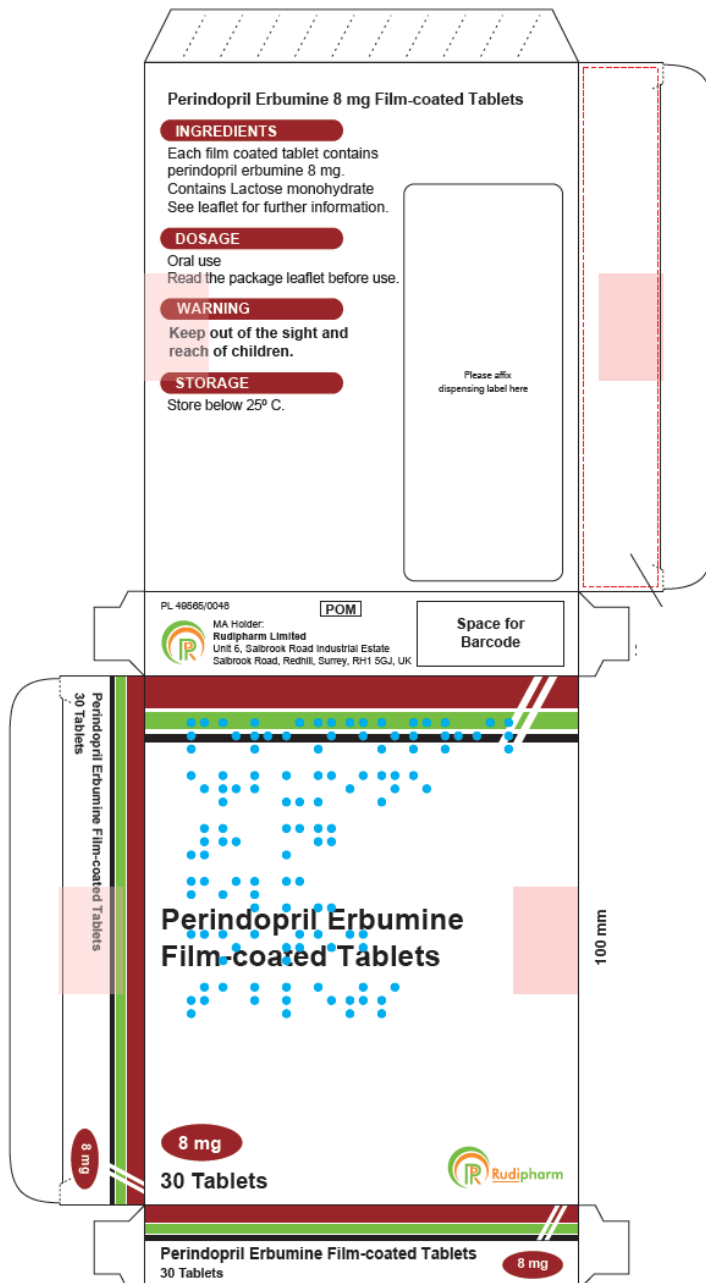 Perindopril Erbumine 8 mg Film-coated Tablets
INGREDIENTS
Each film coated tablet contains
perindopril erbumine 8 mg.
Contains Lactose monohydrate
See leaflet for further information.
DOSAGE
Oral use
Read the package leaflet before use.
WARNING
Keep out of the sight and
reach of children.
STORAGE
Store below 25º C.
Please affix
dispensing label here
PL 49565/0048
POM
MA Holder:
Rudipharm Limited
Unit 6, Salbrook Road Industrial Estate
Salbrook Road, Redhill, Surrey, RH1 5GJ, UK
Space for
Barcode
Perindopril Erbumine Film-coated Tablets
30 Tablets
8 mg
Perindopril Erbumine
Film-coated Tablets
8 mg
30 Tablets
Rudipharm
100 mm
Perindopril Erbumine Film-coated Tablets
30 Tablets
8 mg